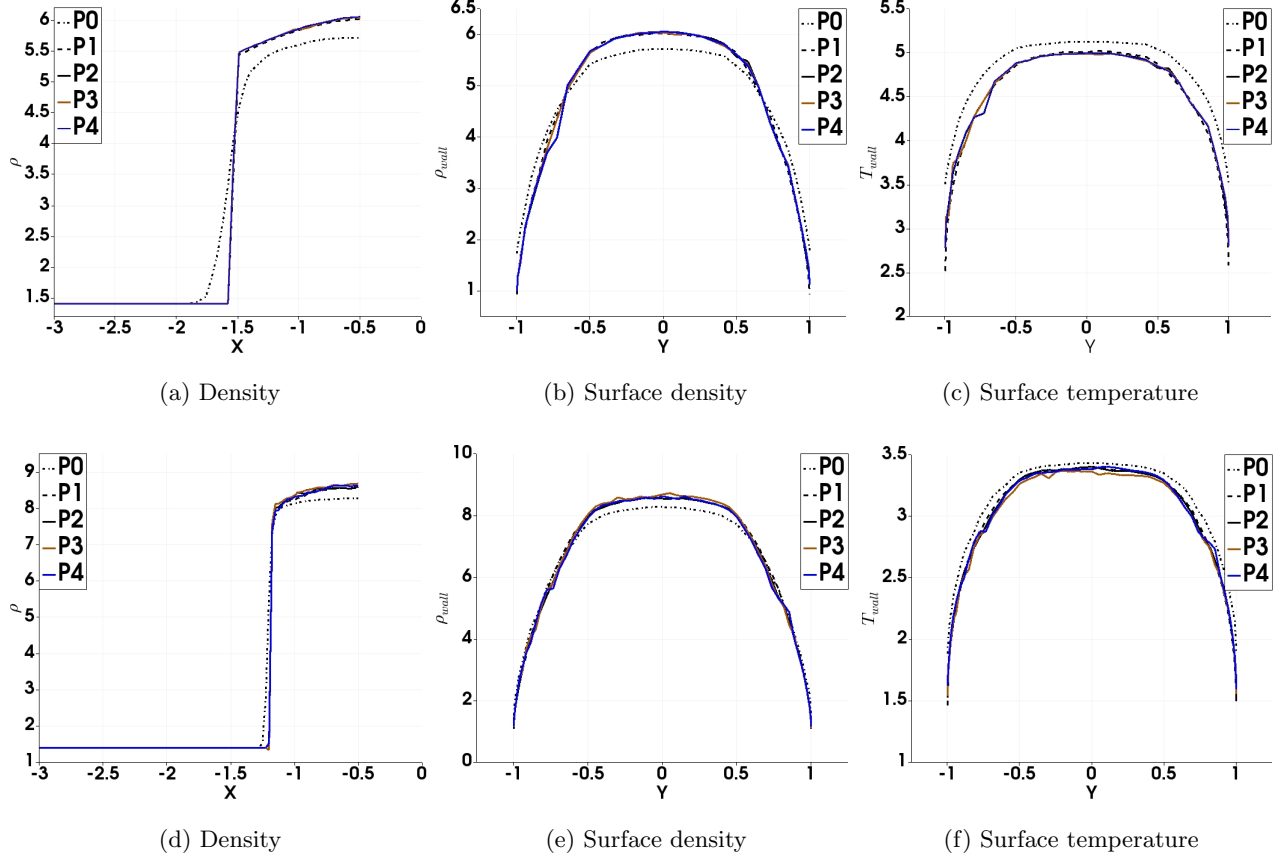 P0
P1
P2
P3
P4
6
5.5
5
4.5
4
3.5
3
2.5
2
1.5
ρ
-3
-2.5
-2
-1.5
-1
-0.5
0
X
(a) Density
6.5
6
5
4
3
2
1
ρwall
-1
-0.5
0
0.5
1
Y
P0
P1
P2
P3
P4
(b) Surface density
5.5
5
4.5
4
3.5
3
2.5
2
Twall
-1
-0.5
0
0.5
1
Y
P0
P1
P2
P3
P4
(c) Surface temperature
P0
P1
P2
P3
P4
9
8
7
6
5
4
3
2
1
ρ
-3
-2.5
-2
-1.5
-1
-0.5
0
X
(d) Density
10
8
6
4
2
0
ρwall
-1
-0.5
0
0.5
1
Y
P0
P1
P2
P3
P4
(e) Surface density
3.5
3
2.5
2
1.5
1
Twall
-1
-0.5
0
0.5
1
Y
P0
P1
P2
P3
P4
(f) Surface temperature